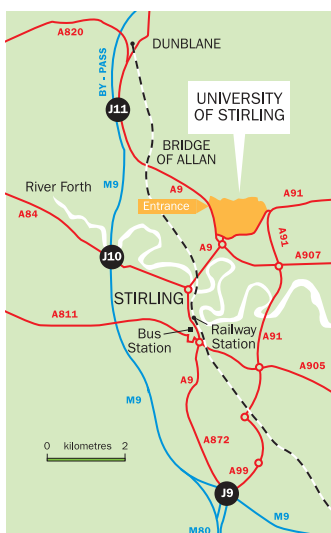 A820
DUNBLANE
BY - PASS
UNIVERSITY
OF STIRLING
J11
BRIDGE
OF ALLAN
M9
A9
River Forth
Entrance
A91
A84
A9
A91
A907
J10
STIRLING
A811
Bus
Station
Railway
Station
A91
A9
A905
M9
0 kilometres 2
A872
A99
J9
M9
M80